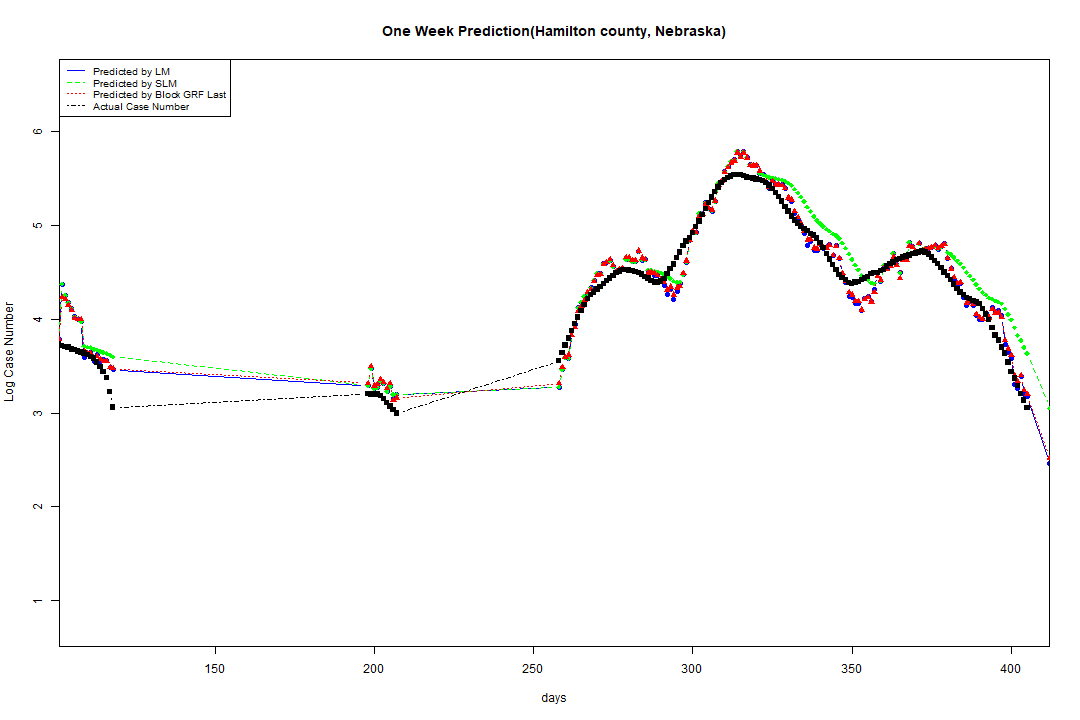 One Week Prediction(Hamilton county, Nebraska)
Predicted by LM
Predicted by SLM
Predicted by Block GRF Last
Actual Case Number
Log Case Number
6
5
4
3
2
1
150 200 250 300 350 400
days